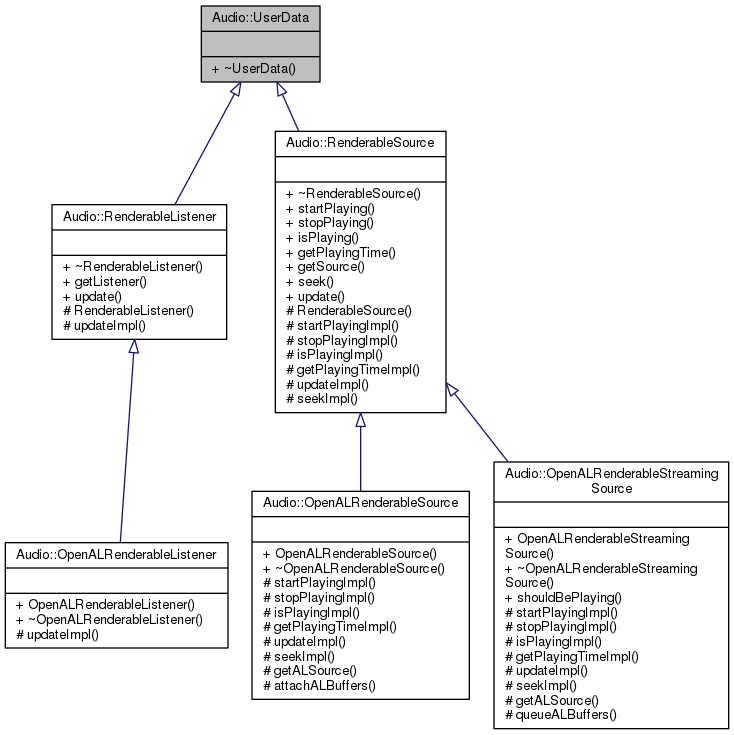 Audio::UserData
+ ~UserData()
Audio::RenderableSource
+ ~RenderableSource()
+ startPlaying()
+ stopPlaying()
+ isPlaying()
+ getPlayingTime()
+ getSource()
+ seek()
+ update()
# RenderableSource()
# startPlayingImpl()
# stopPlayingImpl()
# isPlayingImpl()
# getPlayingTimeImpl()
# updateImpl()
# seekImpl()
Audio::RenderableListener
+ ~RenderableListener()
+ getListener()
+ update()
# RenderableListener()
# updateImpl()
Audio::OpenALRenderableListener
+ OpenALRenderableListener()
+ ~OpenALRenderableListener()
# updateImpl()
Audio::OpenALRenderableSource
+ OpenALRenderableSource()
+ ~OpenALRenderableSource()
# startPlayingImpl()
# stopPlayingImpl()
# isPlayingImpl()
# getPlayingTimeImpl()
# updateImpl()
# seekImpl()
# getALSource()
# attachALBuffers()
Audio::OpenALRenderableStreaming
Source
+ OpenALRenderableStreaming
Source()
+ ~OpenALRenderableStreaming
Source()
+ shouldBePlaying()
# startPlayingImpl()
# stopPlayingImpl()
# isPlayingImpl()
# getPlayingTimeImpl()
# updateImpl()
# seekImpl()
# getALSource()
# queueALBuffers()